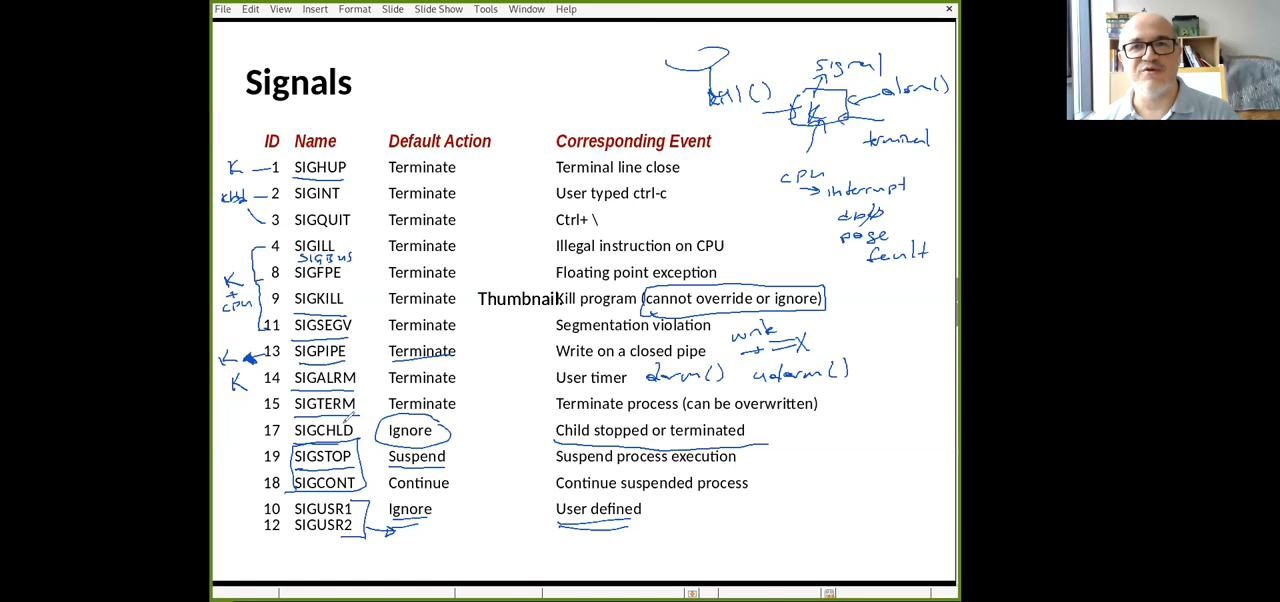 File Edit View Insert Format Slide Slide Show Tools Window Help ×
Signals
signal
kill()
K
alarm()
terminal
cpu
→ interrupt
page
fault
ID Name Default Action Corresponding Event
K 1 SIGHUP Terminate Terminal line close
kbd 2 SIGINT Terminate User typed ctrl-c
3 SIGQUIT Terminate Ctrl+ \
4 SIGILL Terminate Illegal instruction on CPU
SIGBUS
8 SIGFPE Terminate Floating point exception
K
+
cpu
9 SIGKILL Terminate Thumbnail Kill program (cannot override or ignore)
11 SIGSEGV Terminate Segmentation violation
write
K 13 SIGPIPE Terminate Write on a closed pipe
K 14 SIGALRM Terminate User timer alarm() ualarm()
15 SIGTERM Terminate Terminate process (can be overwritten)
17 SIGCHLD Ignore Child stopped or terminated
19 SIGSTOP Suspend Suspend process execution
18 SIGCONT Continue Continue suspended process
10 SIGUSR1 Ignore User defined
12 SIGUSR2